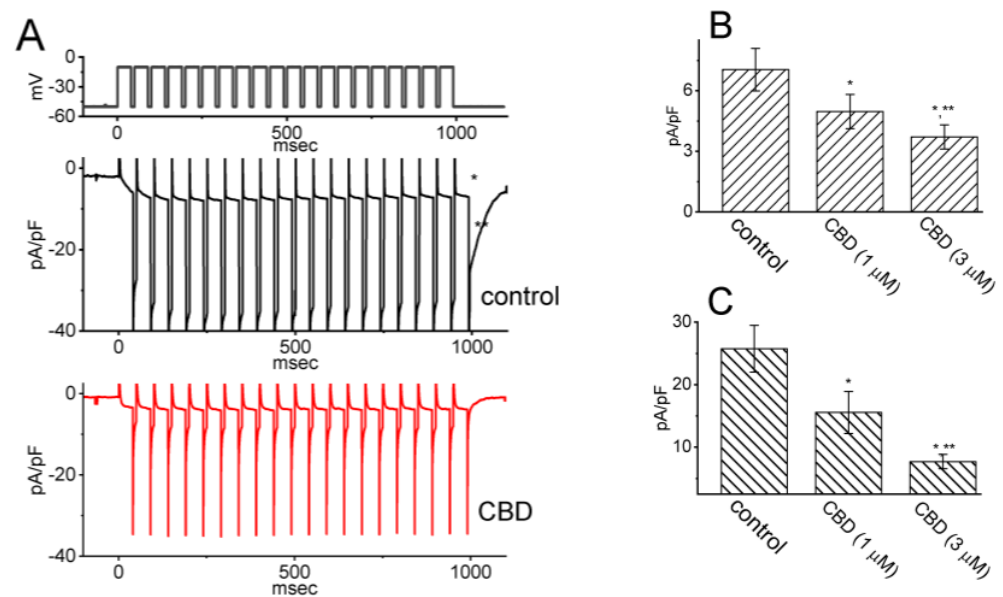 A
0
-30
-60
mV
0 500 1000
msec
0
-20
-40
pA/pF
*
**
control
0 500 1000
msec
0
-20
-40
pA/pF
CBD
0 500 1000
msec
B
6
3
0
pA/pF
*
*,**
control
CBD (1 μM)
CBD (3 μM)
C
30
20
10
pA/pF
*
*,**
control
CBD (1 μM)
CBD (3 μM)